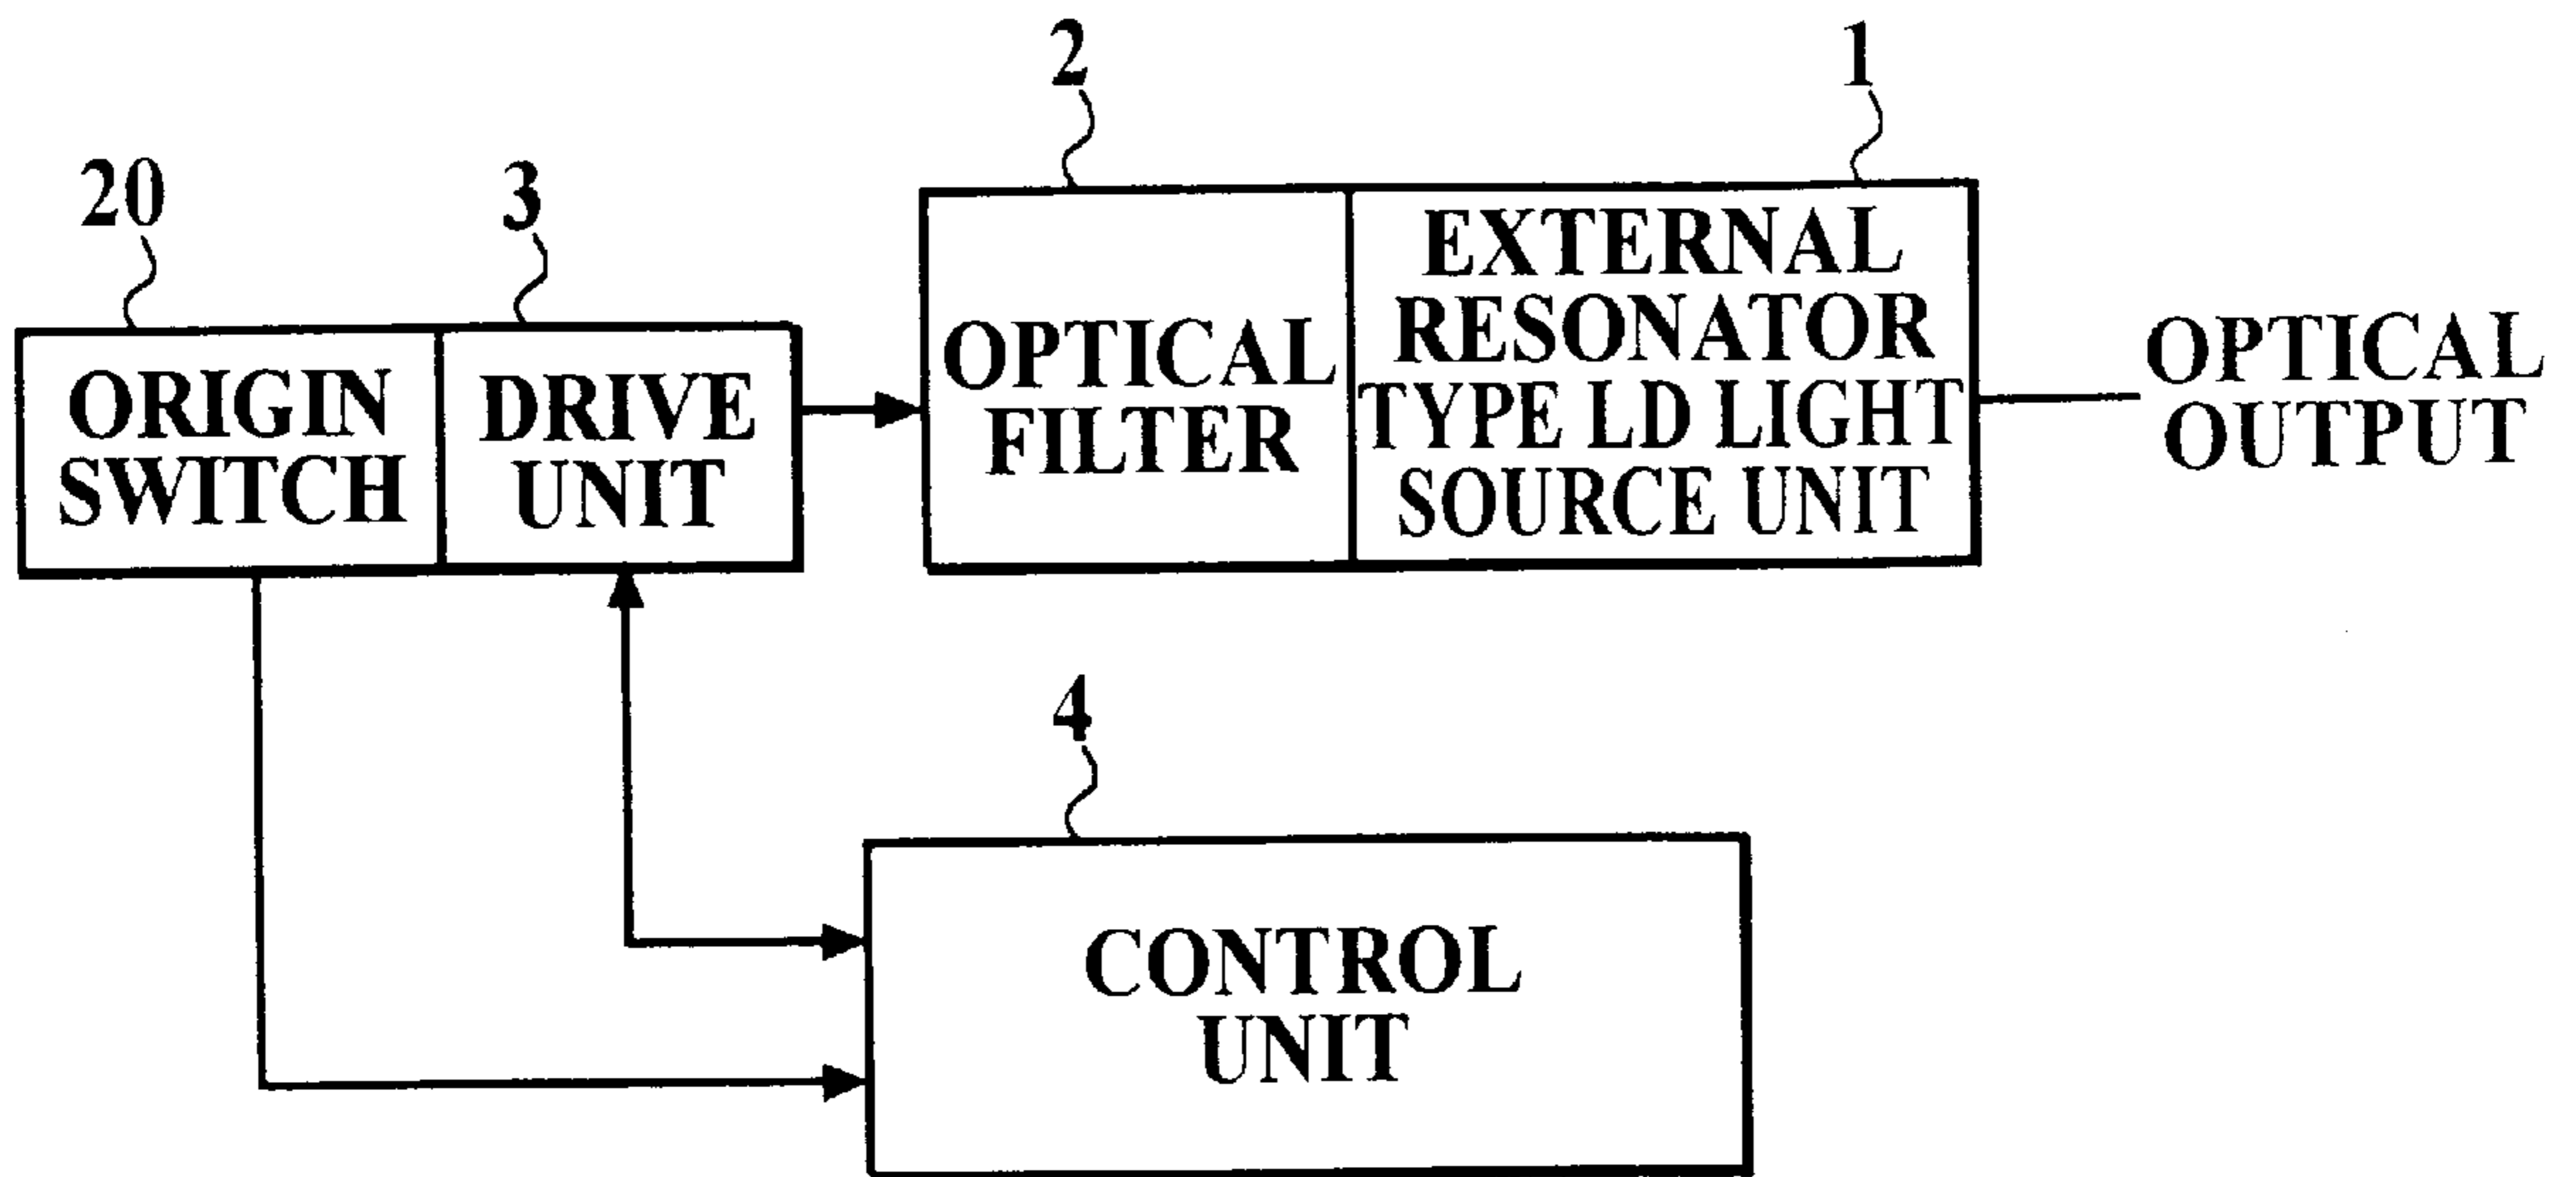 2
1
20
3
EXTERNAL
RESONATOR
TYPE LD LIGHT
SOURCE UNIT
OPTICAL
FILTER
OPTICAL
OUTPUT
ORIGIN
SWITCH
DRIVE
UNIT
4
CONTROL
UNIT